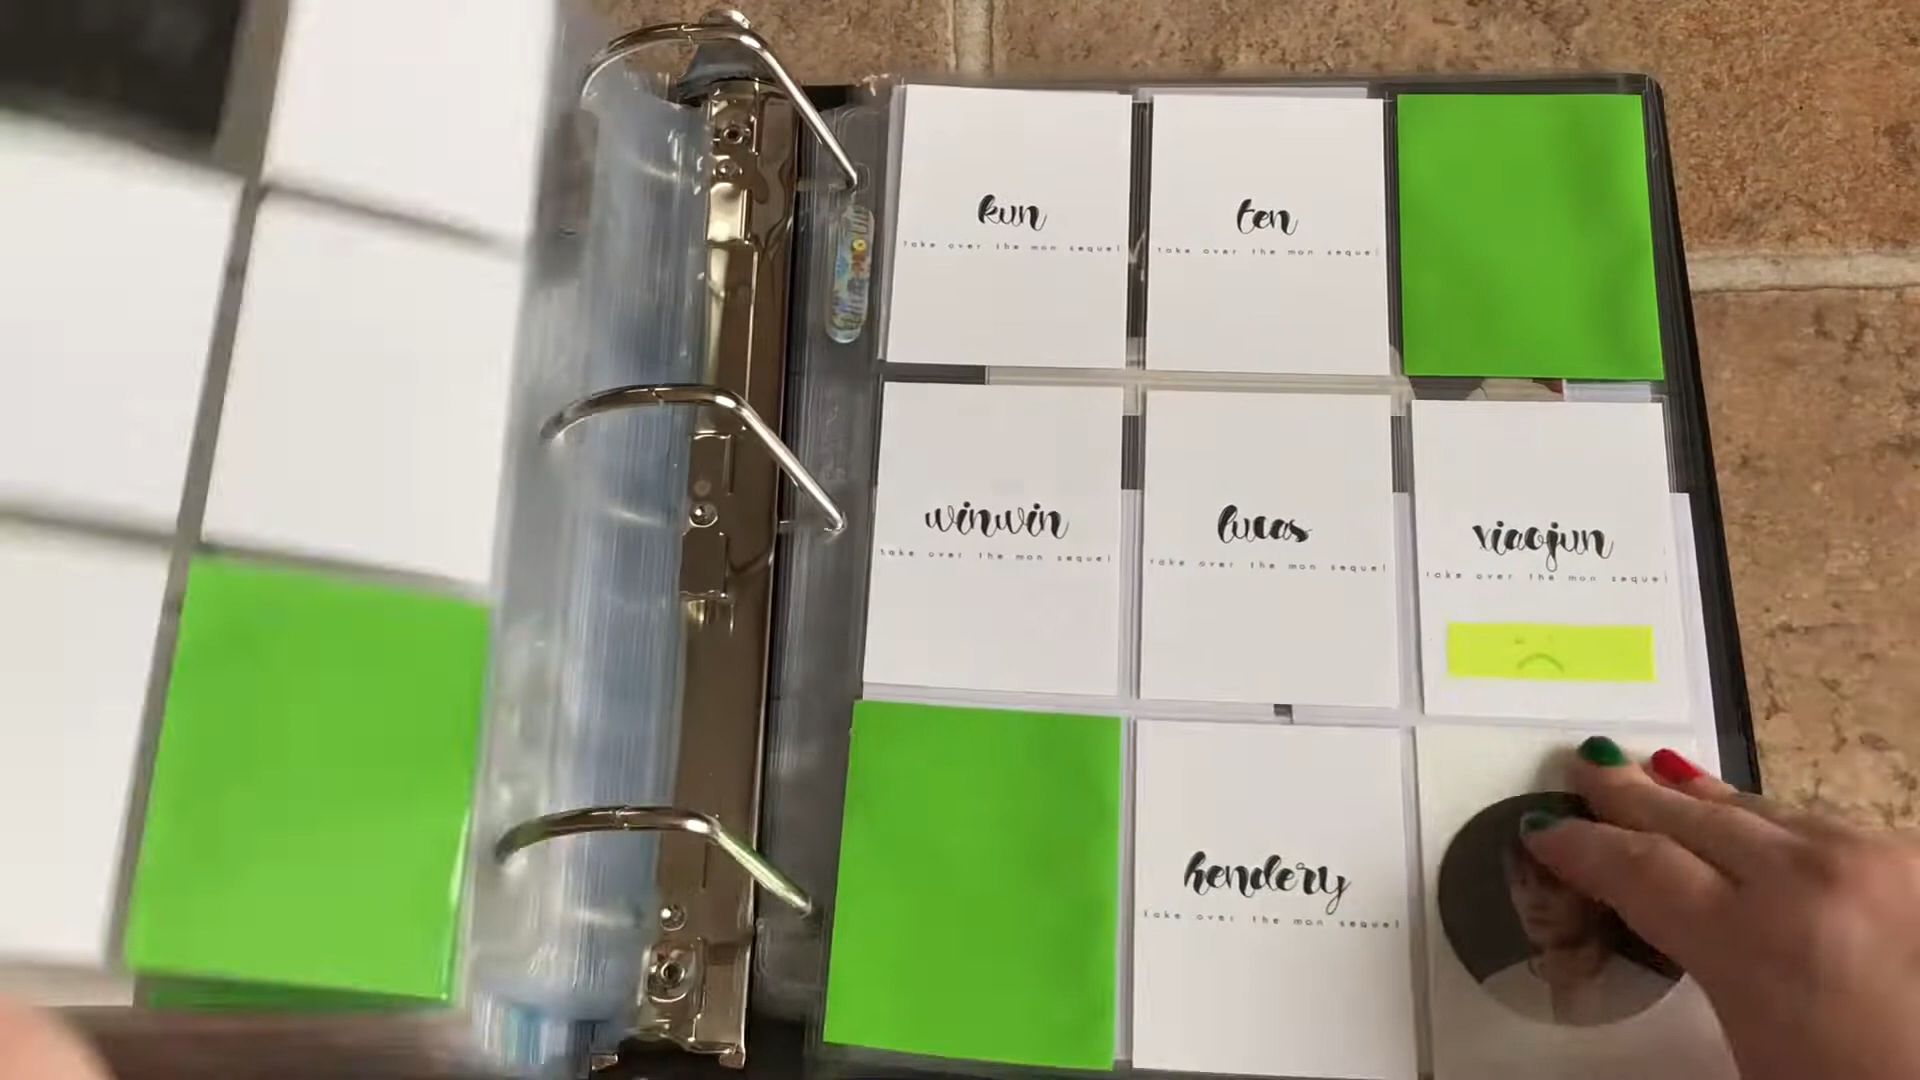 kun
take over the mon sequel
ten
take over the mon sequel
winwin
take over the mon sequel
lucas
take over the mon sequel
xiaojun
take over the mon sequel
hendery
take over the mon sequel